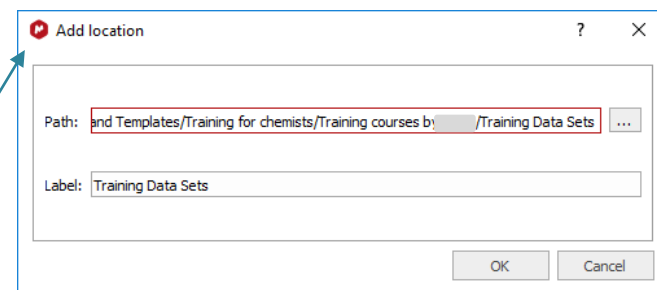 Add location
Path: and Templates/Training for chemists/Training courses by /Training Data Sets ...
Label: Training Data Sets
OK Cancel